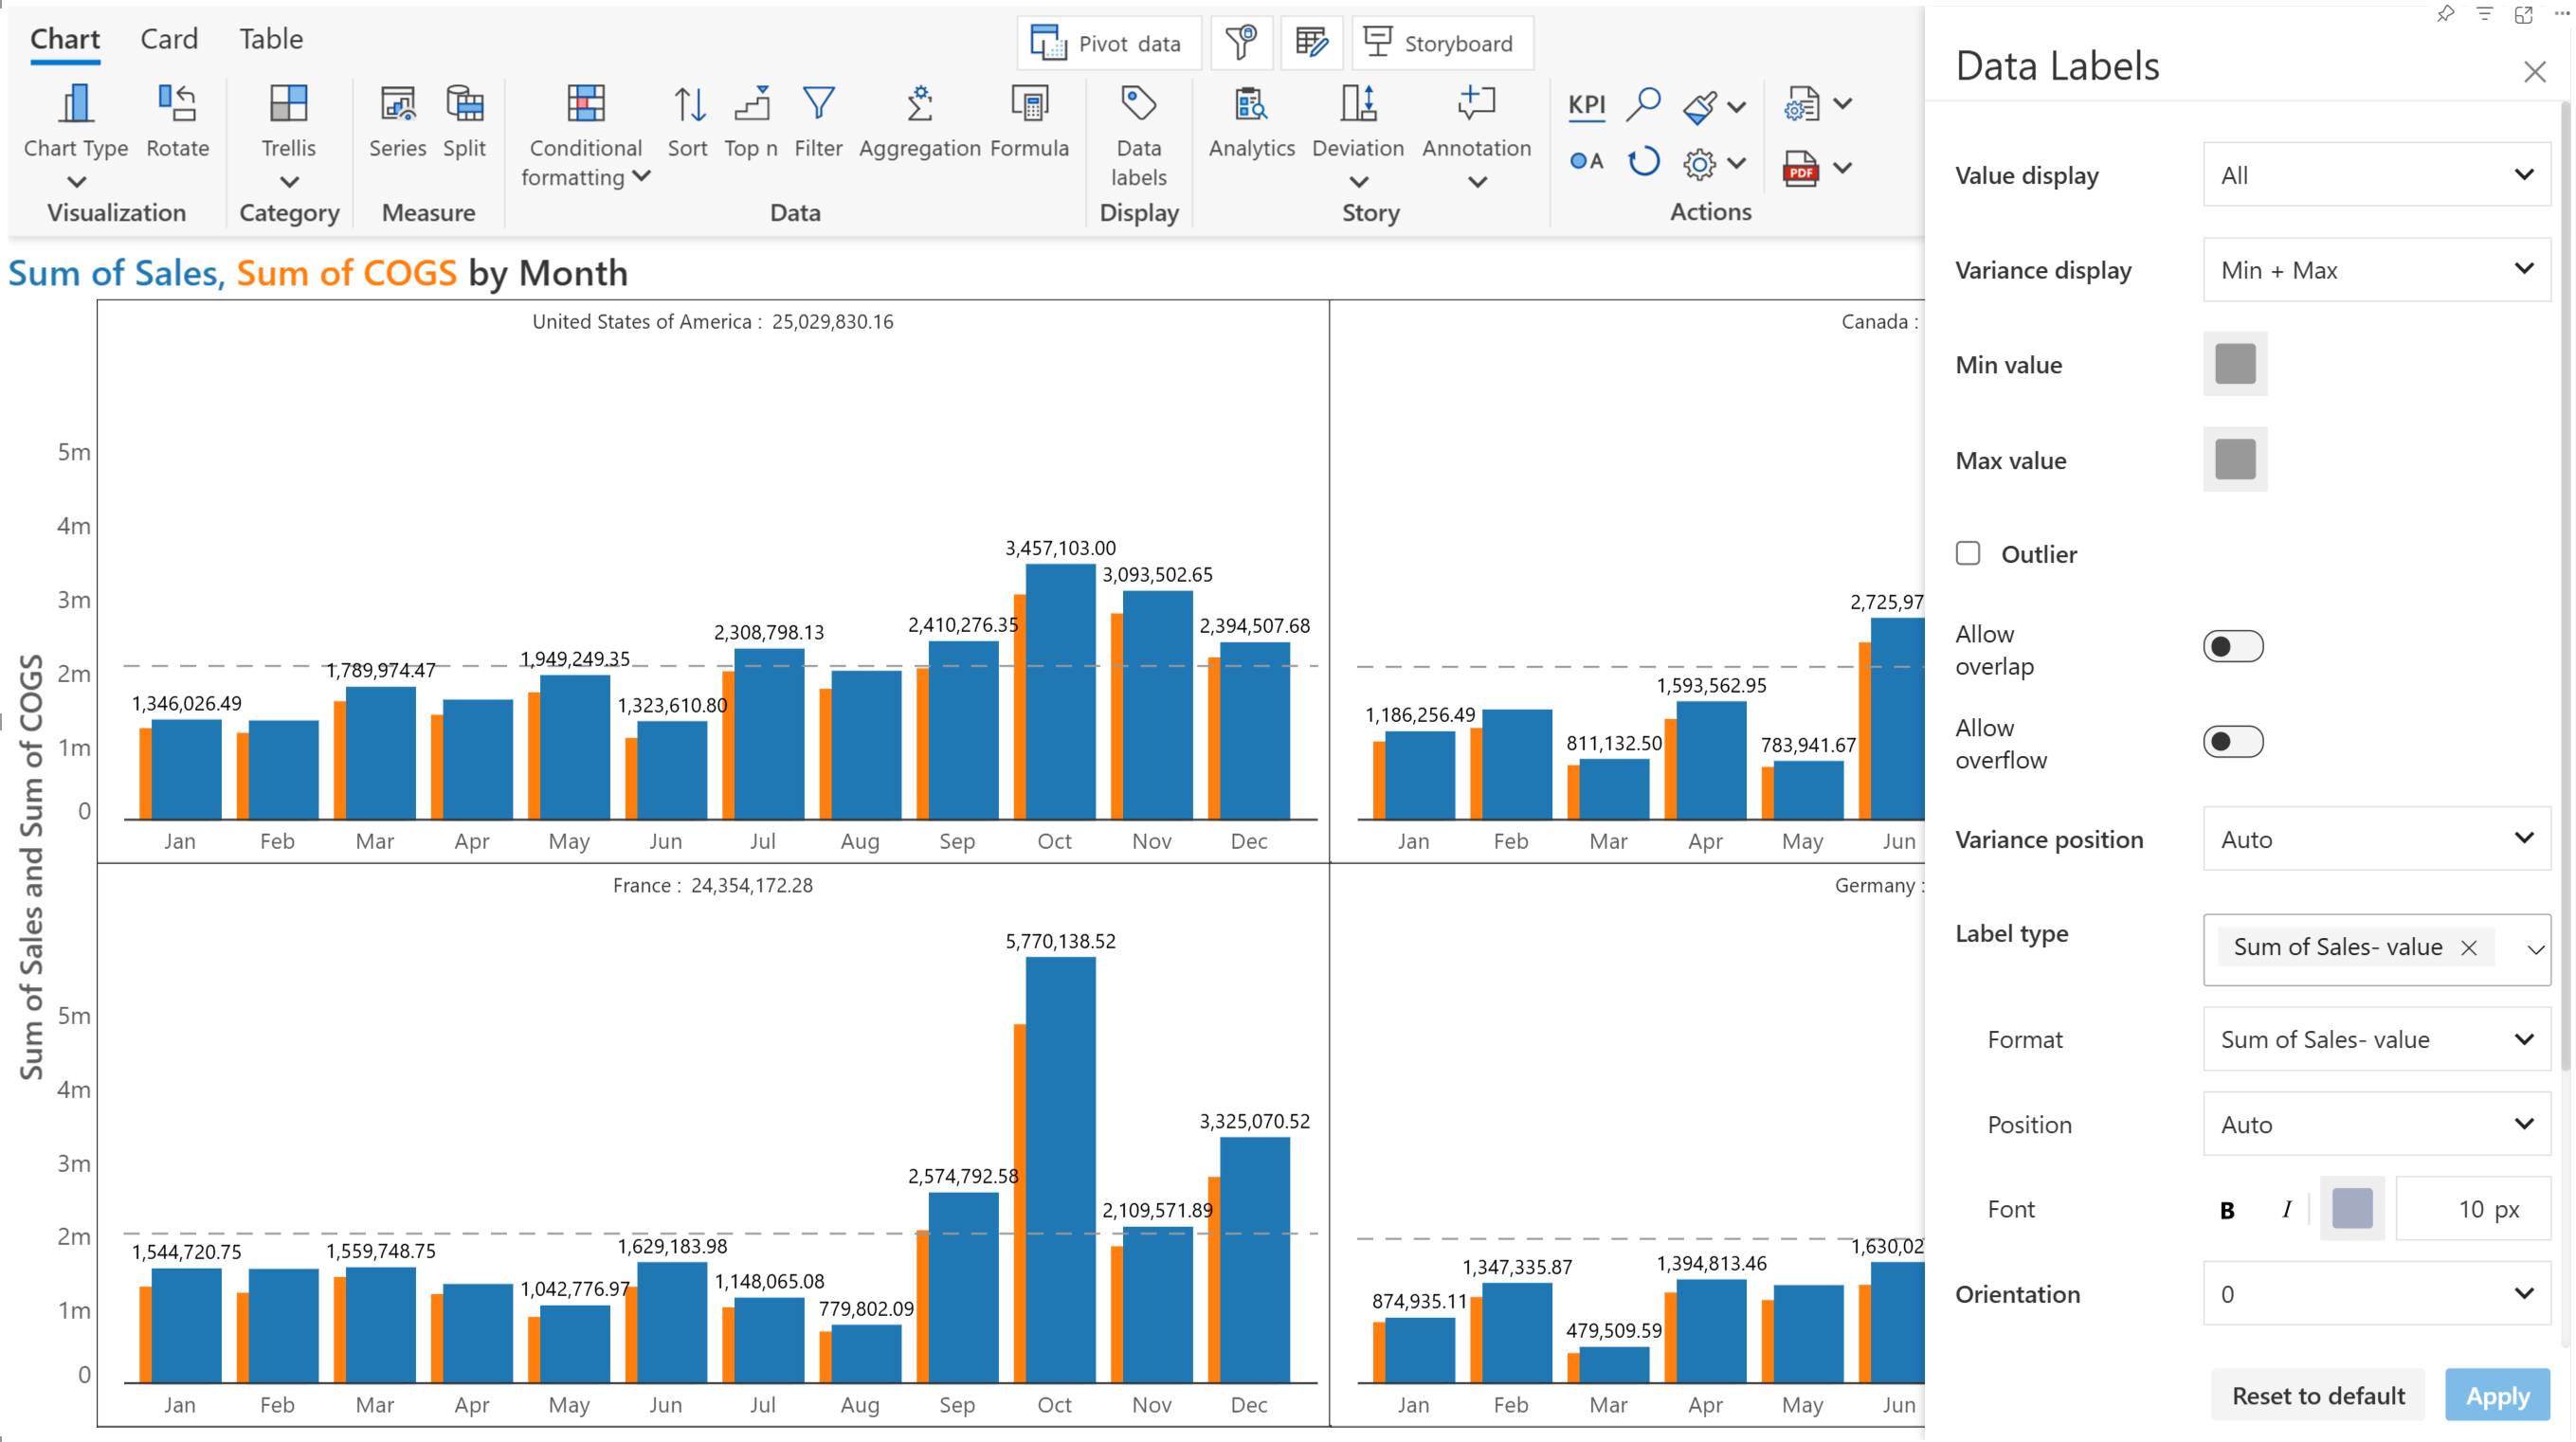 Chart Card Table
Pivot data
Storyboard
Chart Type
Rotate
Visualization
Trellis
Category
Series
Split
Measure
Conditional
formatting
Sort
Top n
Filter
Aggregation
Formula
Data
Data
labels
Display
Analytics
Deviation
Annotation
Story
KPI
A
PDF
Actions
Sum of Sales, Sum of COGS by Month
Sum of Sales and Sum of COGS
United States of America : 25,029,830.16
5m
4m
3m
2m
1m
0
1,346,026.49
1,789,974.47
1,949,249.35
1,323,610.80
2,308,798.13
2,410,276.35
3,457,103.00
3,093,502.65
2,394,507.68
Jan Feb Mar Apr May Jun Jul Aug Sep Oct Nov Dec
Canada :
1,186,256.49
811,132.50
1,593,562.95
783,941.67
2,725,97
Jan Feb Mar Apr May Jun
France : 24,354,172.28
5m
4m
3m
2m
1m
0
1,544,720.75
1,559,748.75
1,042,776.97
1,629,183.98
1,148,065.08
779,802.09
2,574,792.58
5,770,138.52
2,109,571.89
3,325,070.52
Jan Feb Mar Apr May Jun Jul Aug Sep Oct Nov Dec
Germany :
874,935.11
1,347,335.87
479,509.59
1,394,813.46
1,630,02
Jan Feb Mar Apr May Jun
Data Labels
Value display All
Variance display Min + Max
Min value
Max value
Outlier
Allow
overlap
Allow
overflow
Variance position Auto
Label type Sum of Sales- value
Format Sum of Sales- value
Position Auto
Font B I 10 px
Orientation 0
Reset to default Apply